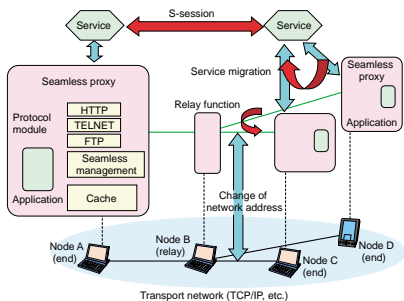 S-session
Service
Service
Seamless proxy
Service migration
Seamless
proxy
HTTP
Protocol
module
TELNET
FTP
Relay function
Seamless
management
Application
Application
Cache
Change of
network address
Node A
(end)
Node B
(relay)
Node C
(end)
Node D
(end)
Transport network (TCP/IP, etc.)